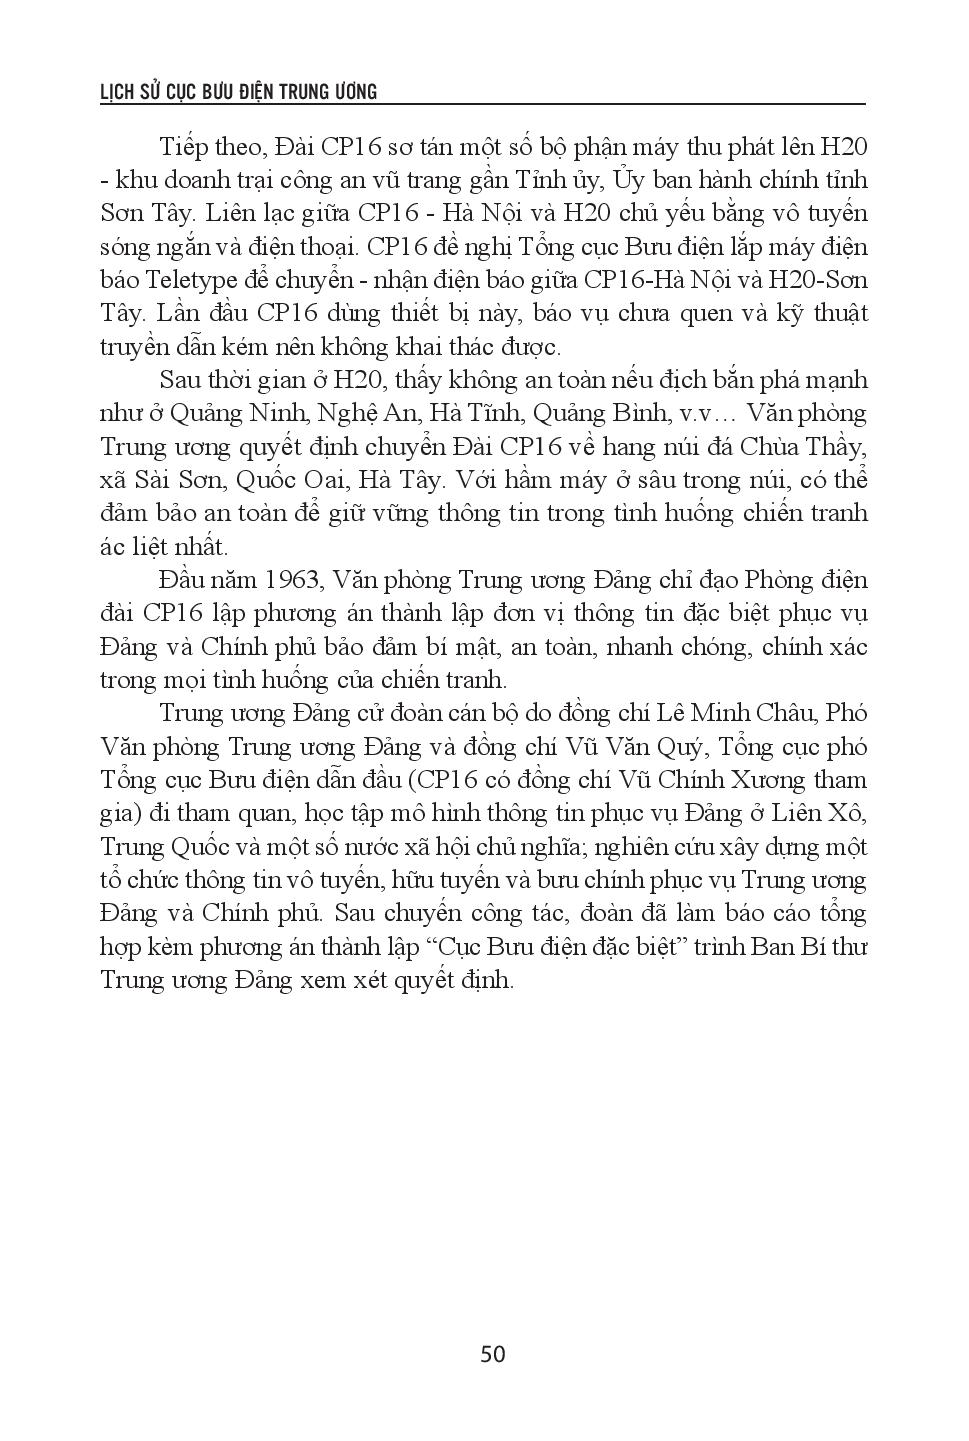 LỊCH SỬ CỤC BƯU ĐIỆN TRUNG ƯƠNG
Tiếp theo, Đài CP16 sơ tán một số bộ phận máy thu phát lên H20
- khu doanh trại công an vũ trang gần Tỉnh ủy, Ủy ban hành chính tỉnh
Sơn Tây. Liên lạc giữa CP16 - Hà Nội và H20 chủ yếu bằng vô tuyến
sóng ngắn và điện thoại. CP16 đề nghị Tổng cục Bưu điện lắp máy điện
báo Teletype để chuyển - nhận điện báo giữa CP16-Hà Nội và H20-Sơn
Tây. Lần đầu CP16 dùng thiết bị này, báo vụ chưa quen và kỹ thuật
truyền dẫn kém nên không khai thác được.
Sau thời gian ở H20, thấy không an toàn nếu địch bắn phá mạnh
như ở Quảng Ninh, Nghệ An, Hà Tĩnh, Quảng Bình, v.v... Văn phòng
Trung ương quyết định chuyển Đài CP16 về hang núi đá Chùa Thầy,
xã Sài Sơn, Quốc Oai, Hà Tây. Với hầm máy ở sâu trong núi, có thể
đảm bảo an toàn để giữ vững thông tin trong tình huống chiến tranh
ác liệt nhất.
Đầu năm 1963, Văn phòng Trung ương Đảng chỉ đạo Phòng điện
đài CP16 lập phương án thành lập đơn vị thông tin đặc biệt phục vụ
Đảng và Chính phủ bảo đảm bí mật, an toàn, nhanh chóng, chính xác
trong mọi tình huống của chiến tranh.
Trung ương Đảng cử đoàn cán bộ do đồng chí Lê Minh Châu, Phó
Văn phòng Trung ương Đảng và đồng chí Vũ Văn Quý, Tổng cục phó
Tổng cục Bưu điện dẫn đầu (CP16 có đồng chí Vũ Chính Xương tham
gia) đi tham quan, học tập mô hình thông tin phục vụ Đảng ở Liên Xô,
Trung Quốc và một số nước xã hội chủ nghĩa; nghiên cứu xây dựng một
tổ chức thông tin vô tuyến, hữu tuyến và bưu chính phục vụ Trung ương
Đảng và Chính phủ. Sau chuyến công tác, đoàn đã làm báo cáo tổng
hợp kèm phương án thành lập “Cục Bưu điện đặc biệt” trình Ban Bí thư
Trung ương Đảng xem xét quyết định.
50